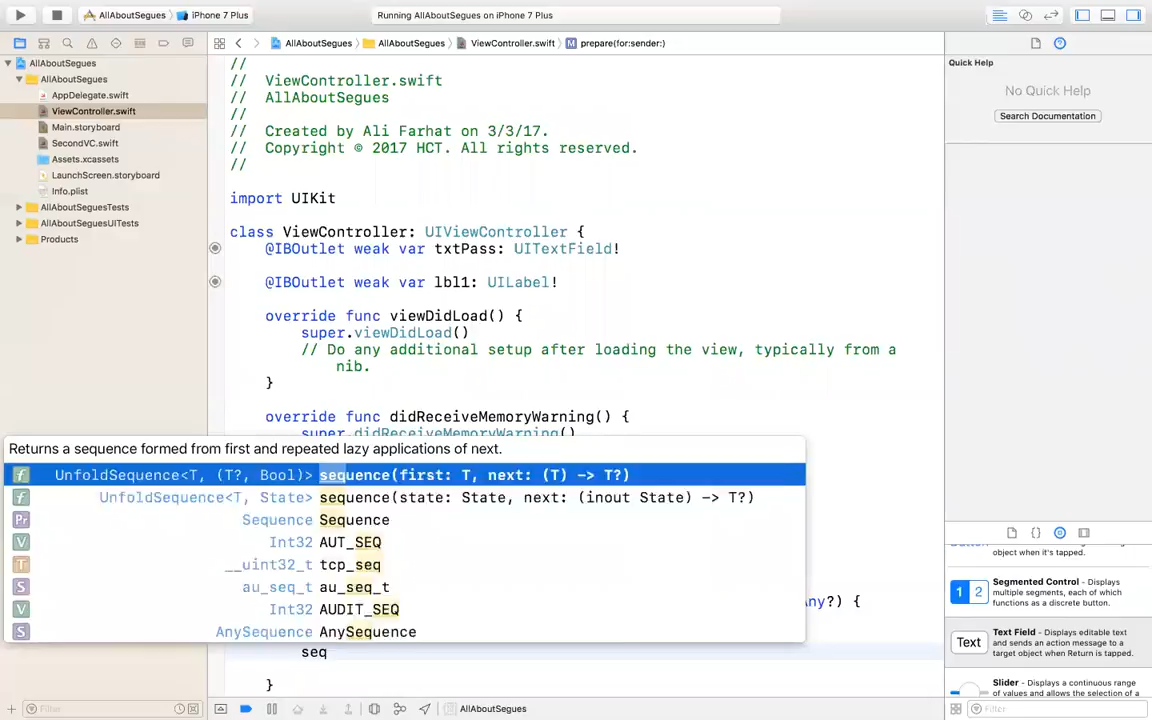 AllAboutSegues
iPhone 7 Plus
Running AllAboutSegues on iPhone 7 Plus
AllAboutSegues
AllAboutSegues
ViewController.swift
prepare(for:sender:)
AllAboutSegues
AllAboutSegues
AppDelegate.swift
ViewController.swift
Main.storyboard
SecondVC.swift
Assets.xcassets
LaunchScreen.storyboard
Info.plist
AllAboutSeguesTests
AllAboutSeguesUITests
Products
//
// ViewController.swift
// AllAboutSegues
//
// Created by Ali Farhat on 3/3/17.
// Copyright © 2017 HCT. All rights reserved.
//
import UIKit
class ViewController: UIViewController {
@IBOutlet weak var txtPass: UITextField!
@IBOutlet weak var lbl1: UILabel!
override func viewDidLoad() {
super.viewDidLoad()
// Do any additional setup after loading the view, typically from a
nib.
}
override func didReceiveMemoryWarning() {
super.didReceiveMemoryWarning()
Returns a sequence formed from first and repeated lazy applications of next.
f UnfoldSequence<T, (T?, Bool)> sequence(first: T, next: (T) -> T?)
f UnfoldSequence<T, State> sequence(state: State, next: (inout State) -> T?)
Pr Sequence Sequence
V Int32 AUT_SEQ
T __uint32_t tcp_seq
S au_seq_t au_seq_t
V Int32 AUDIT_SEQ
S AnySequence AnySequence
Any?) {
seq
}
Filter
AllAboutSegues
Quick Help
No Quick Help
Search Documentation
object when it's tapped.
1 2
Segmented Control - Displays
multiple segments, each of which
functions as a discrete button.
Text
Text Field - Displays editable text
and sends an action message to a
target object when Return is tapped.
Slider - Displays a continuous range
of values and allows the selection of a
Filter